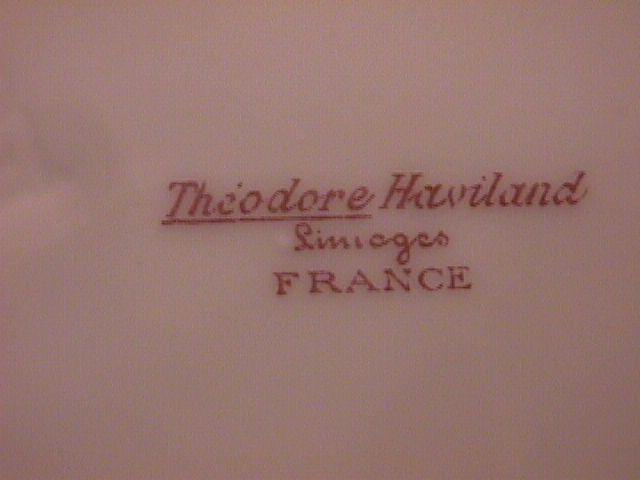 Théodore Haviland
Limoges
FRANCE